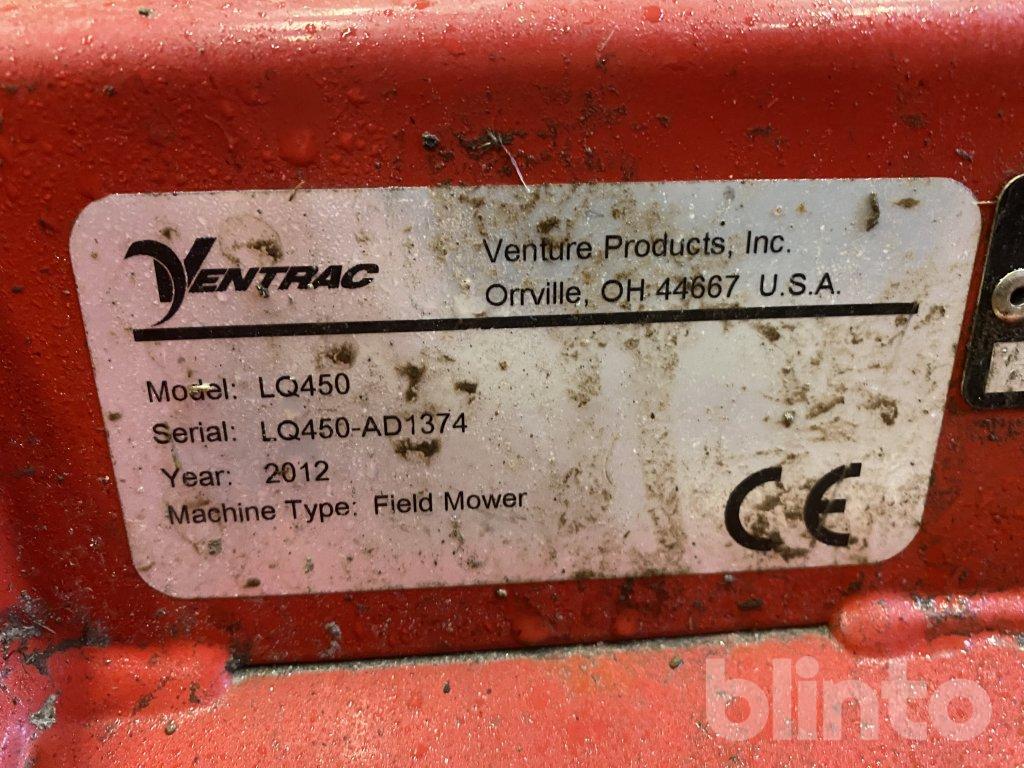 VENTRAC
Venture Products, Inc.
Orrville, OH 44667 U.S.A.
Model: LQ450
Serial: LQ450-AD1374
Year: 2012
Machine Type: Field Mower
CE
blinto